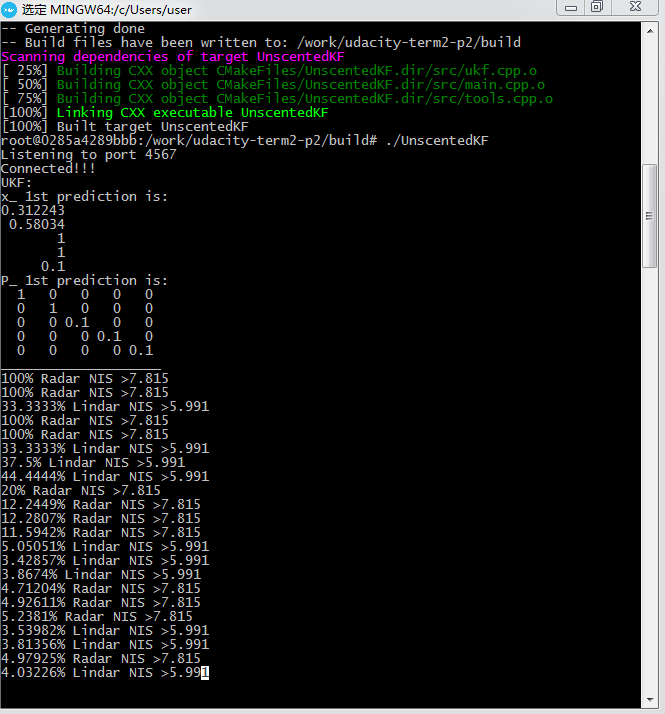 选定 MINGW64:/c/Users/user
-- Generating done
-- Build files have been written to: /work/udacity-term2-p2/build
Scanning dependencies of target UnscentedKF
[ 25%] Building CXX object CMakeFiles/UnscentedKF.dir/src/ukf.cpp.o
[ 50%] Building CXX object CMakeFiles/UnscentedKF.dir/src/main.cpp.o
[ 75%] Building CXX object CMakeFiles/UnscentedKF.dir/src/tools.cpp.o
[100%] Linking CXX executable UnscentedKF
[100%] Built target UnscentedKF
root@0285a4289bbb:/work/udacity-term2-p2/build# ./UnscentedKF
Listening to port 4567
Connected!!!
UKF:
x_ 1st prediction is:
0.312243
 0.58034
       1
       1
     0.1
P_ 1st prediction is:
  1   0   0   0   0
  0   1   0   0   0
  0   0 0.1   0   0
  0   0   0 0.1   0
  0   0   0   0 0.1
____________________
100% Radar NIS >7.815
100% Radar NIS >7.815
33.3333% Lindar NIS >5.991
100% Radar NIS >7.815
100% Radar NIS >7.815
33.3333% Lindar NIS >5.991
37.5% Lindar NIS >5.991
44.4444% Lindar NIS >5.991
20% Radar NIS >7.815
12.2449% Radar NIS >7.815
12.2807% Radar NIS >7.815
11.5942% Radar NIS >7.815
5.05051% Lindar NIS >5.991
3.42857% Lindar NIS >5.991
3.8674% Lindar NIS >5.991
4.71204% Radar NIS >7.815
4.92611% Radar NIS >7.815
5.2381% Radar NIS >7.815
3.53982% Lindar NIS >5.991
3.81356% Lindar NIS >5.991
4.97925% Radar NIS >7.815
4.03226% Lindar NIS >5.991